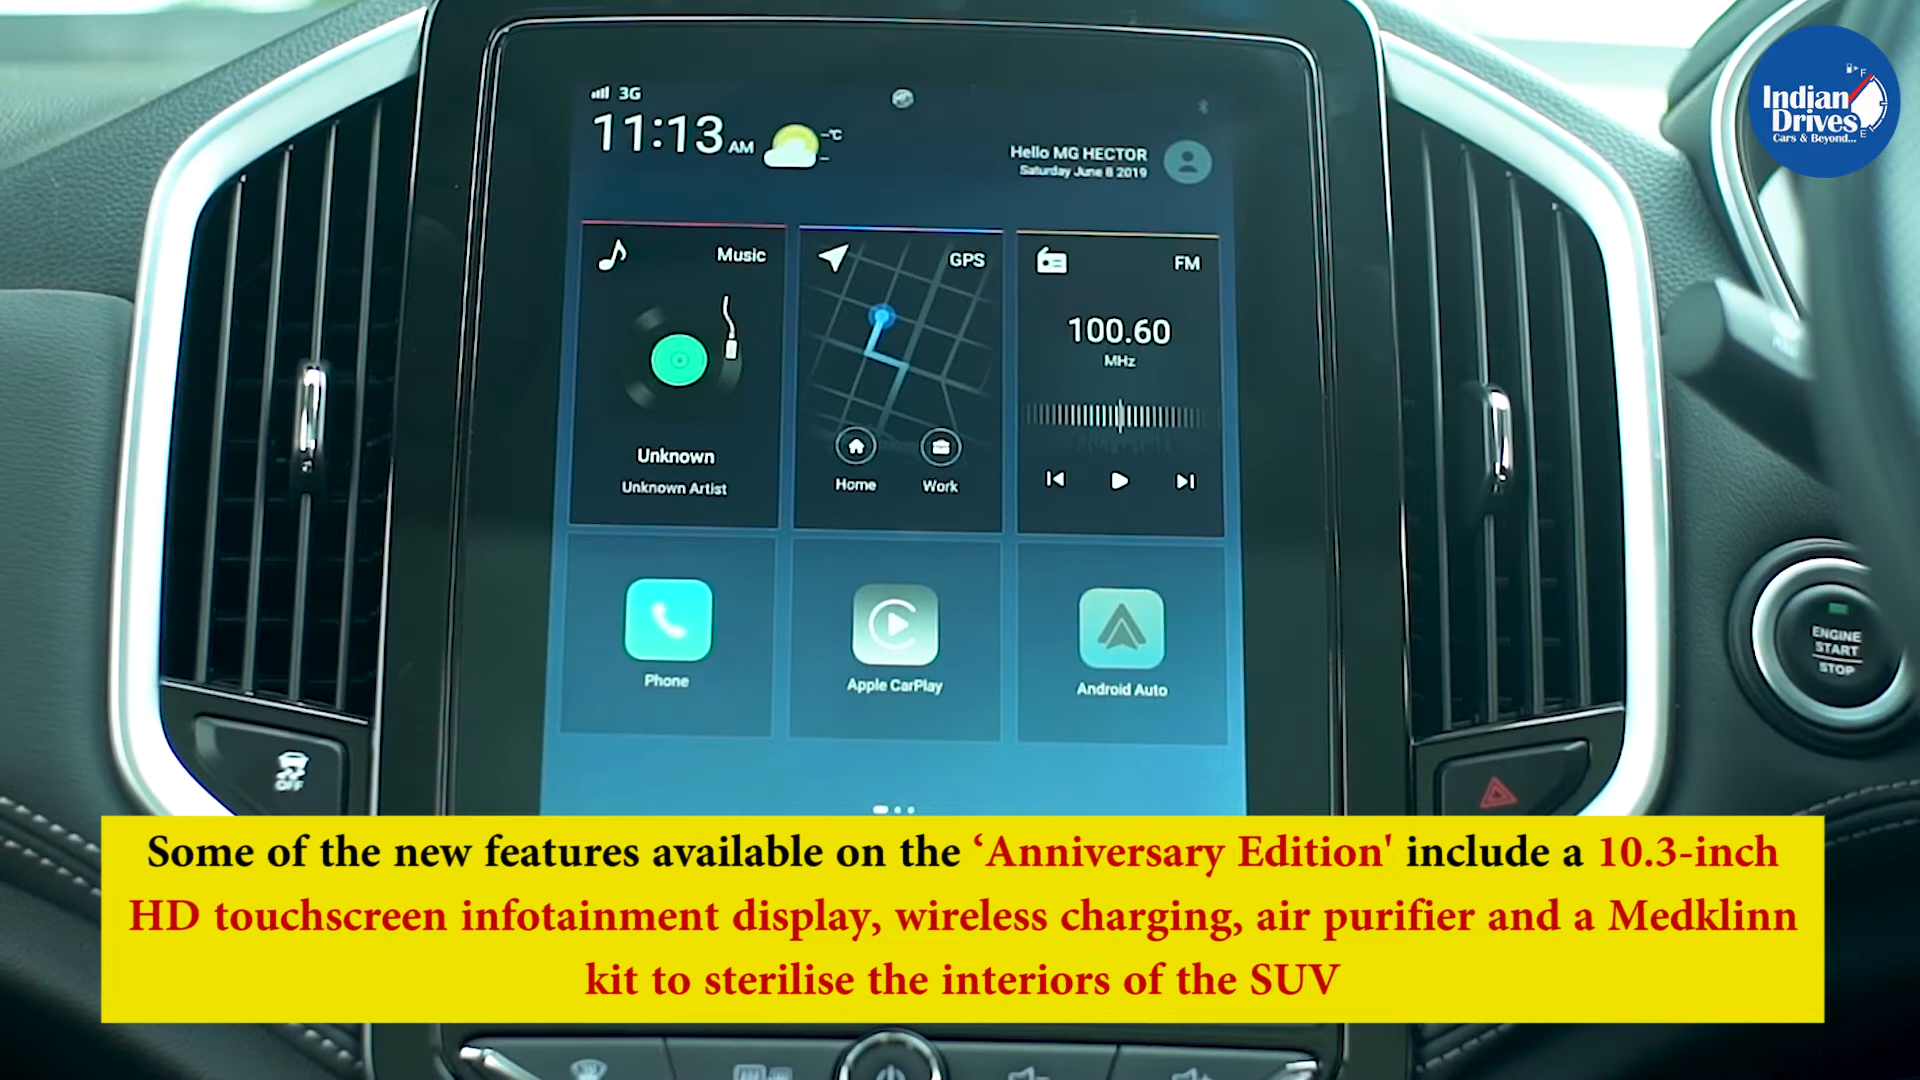 3G
11:13 AM
–°C
–
Hello MG HECTOR
Saturday June 8 2019
Indian
Drives
Cars & Beyond...
F
E
Music
GPS
FM
100.60
MHz
Unknown
Unknown Artist
Home
Work
Phone
Apple CarPlay
Android Auto
ENGINE
START
STOP
OFF
Some of the new features available on the ‘Anniversary Edition' include a 10.3-inch
HD touchscreen infotainment display, wireless charging, air purifier and a Medklinn
kit to sterilise the interiors of the SUV